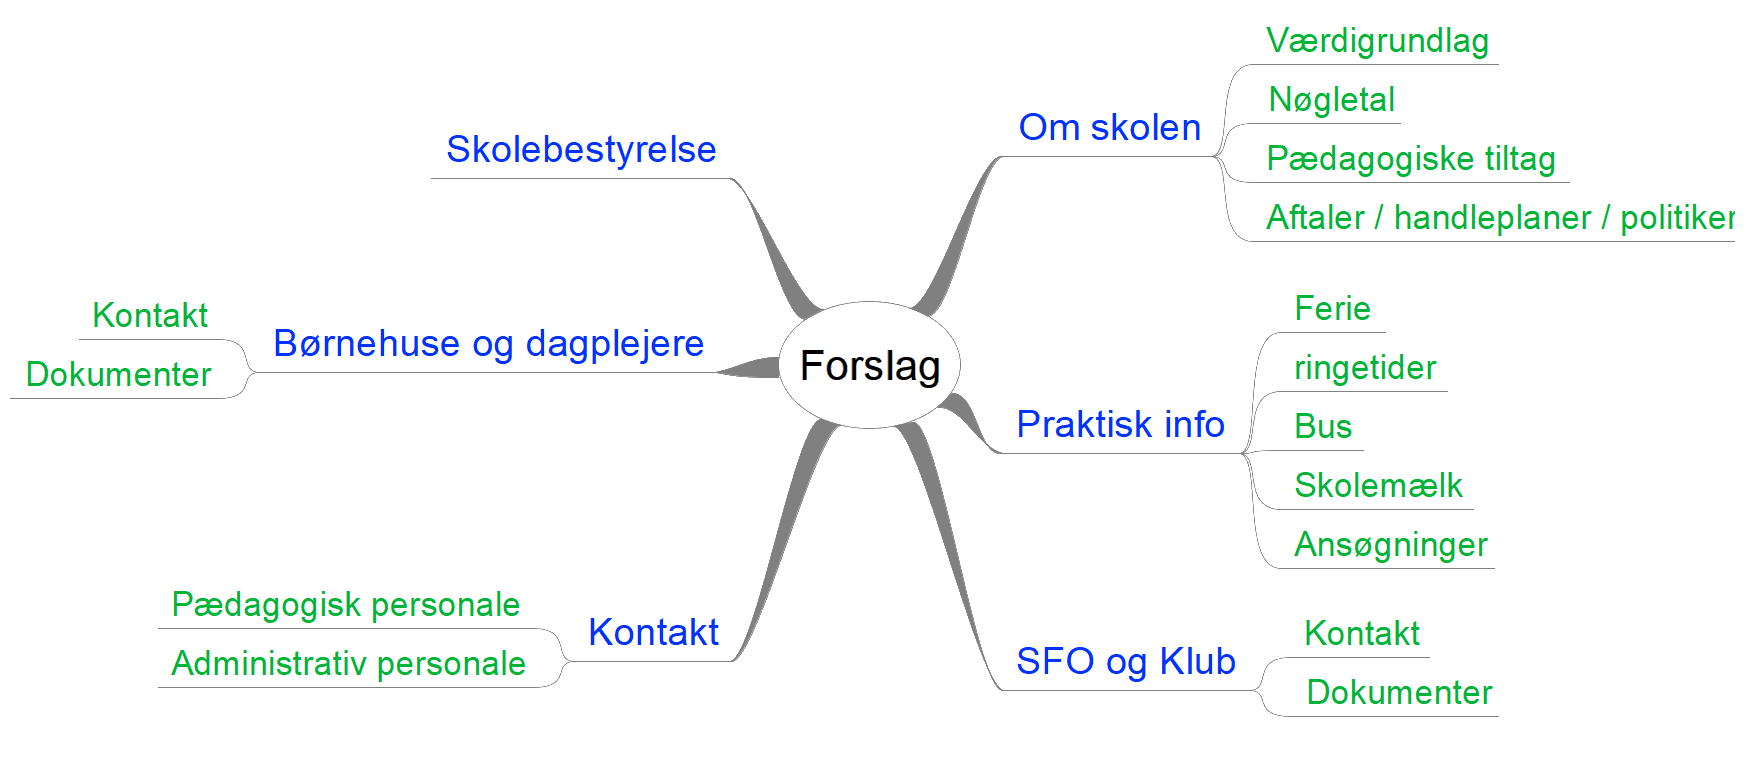 Forslag
Om skolen
Værdigrundlag
Nøgletal
Pædagogiske tiltag
Aftaler / handleplaner / politiker
Praktisk info
Ferie
ringetider
Bus
Skolemælk
Ansøgninger
SFO og Klub
Kontakt
Dokumenter
Skolebestyrelse
Børnehuse og dagplejere
Kontakt
Dokumenter
Kontakt
Pædagogisk personale
Administrativ personale